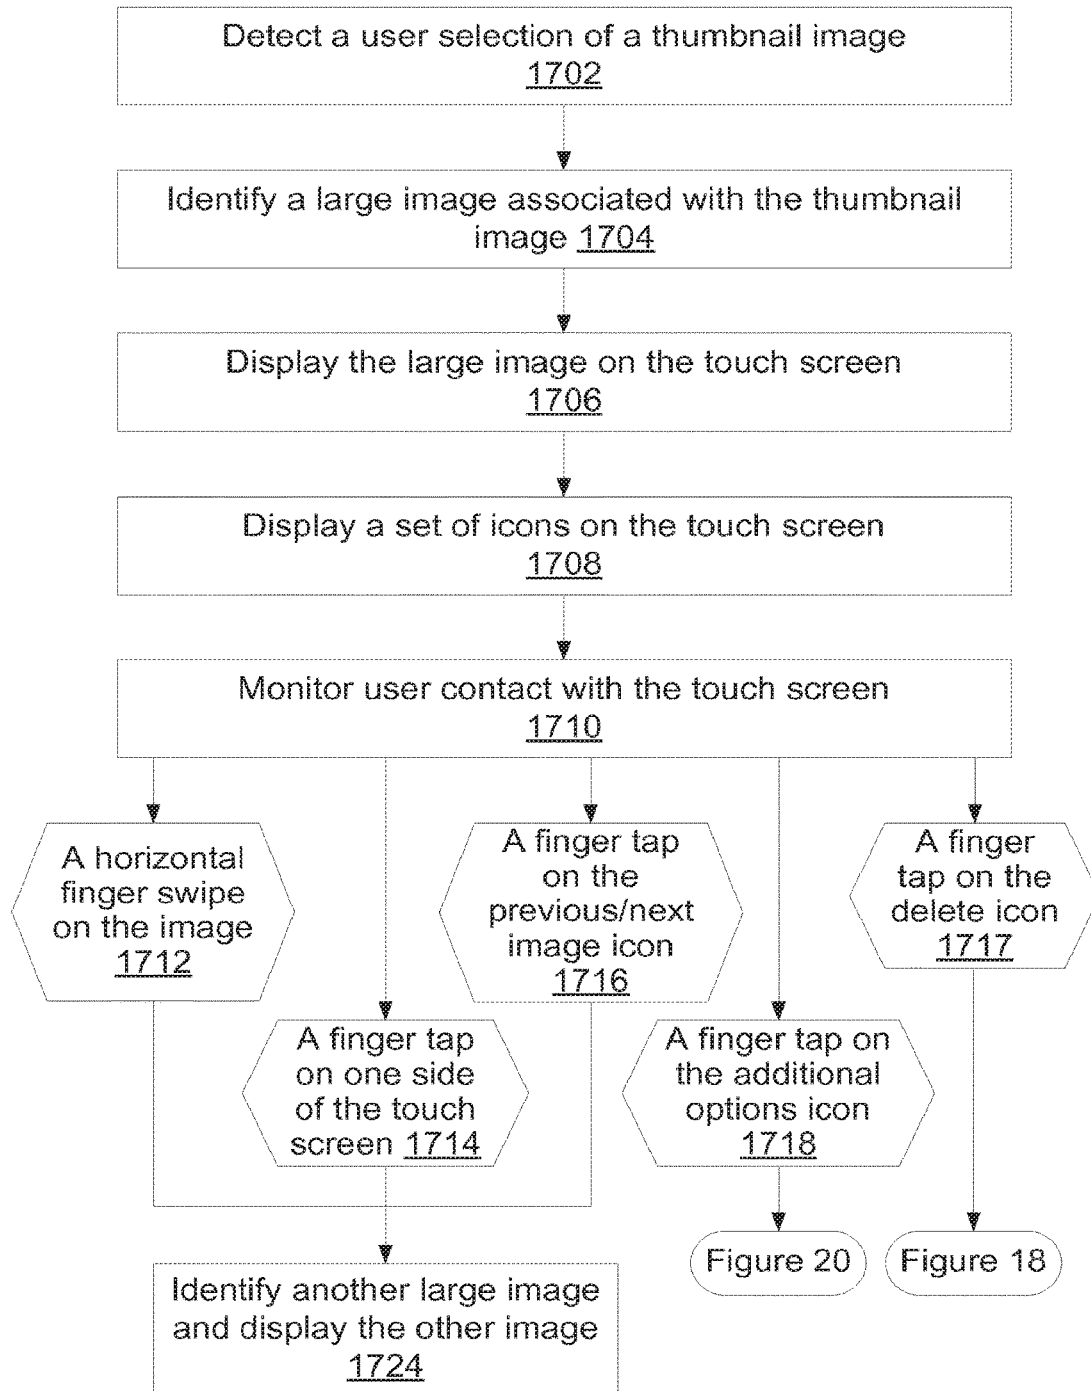 Detect a user selection of a thumbnail image
1702
Identify a large image associated with the thumbnail
image 1704
Display the large image on the touch screen
1706
Display a set of icons on the touch screen
1708
Monitor user contact with the touch screen
1710
A horizontal
finger swipe
on the image
1712
A finger tap
on one side
of the touch
screen 1714
A finger tap
on the
previous/next
image icon
1716
A finger tap on
the additional
options icon
1718
A finger
tap on the
delete icon
1717
Identify another large image
and display the other image
1724
Figure 20
Figure 18